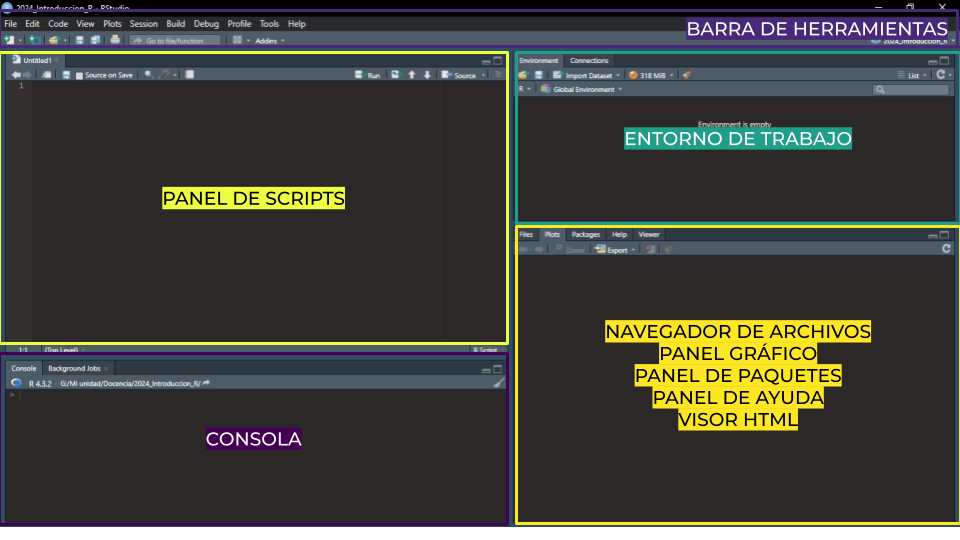 2024_Introduccion_R - RStudio
File Edit Code View Plots Session Build Debug Profile Tools Help
BARRA DE HERRAMIENTAS
Go to file/function Addins 2024_Introduccion_R
Untitled1
Source on Save Run Source
1
PANEL DE SCRIPTS
1:1 (Top Level) R Script
Environment Connections
Import Dataset 318 MiB List
R Global Environment
Environment is empty
ENTORNO DE TRABAJO
Console Background Jobs
R 4.3.2 · G:/Mi unidad/Docencia/2024_Introduccion_R/
>
CONSOLA
Files Plots Packages Help Viewer
Zoom Export
NAVEGADOR DE ARCHIVOS
PANEL GRÁFICO
PANEL DE PAQUETES
PANEL DE AYUDA
VISOR HTML